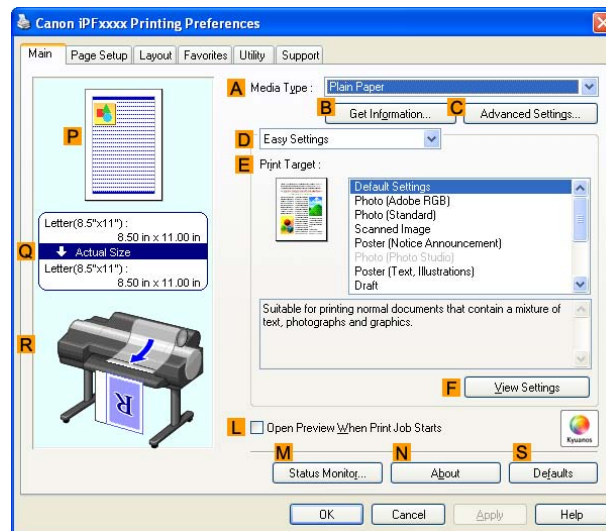 Canon iPFxxxx Printing Preferences
Main Page Setup Layout Favorites Utility Support
A Media Type : Plain Paper
B Get Information... C Advanced Settings...
D Easy Settings
E Print Target :
Default Settings
Photo (Adobe RGB)
Photo (Standard)
Scanned Image
Poster (Notice Announcement)
Photo (Photo Studio)
Poster (Text, Illustrations)
Draft
Suitable for printing normal documents that contain a mixture of
text, photographs and graphics.
F View Settings
P
Q
Letter(8.5"x11") :
8.50 in x 11.00 in
Actual Size
Letter(8.5"x11") :
8.50 in x 11.00 in
R
R
L Open Preview When Print Job Starts
Kyuanos
M Status Monitor... N About S Defaults
OK Cancel Apply Help